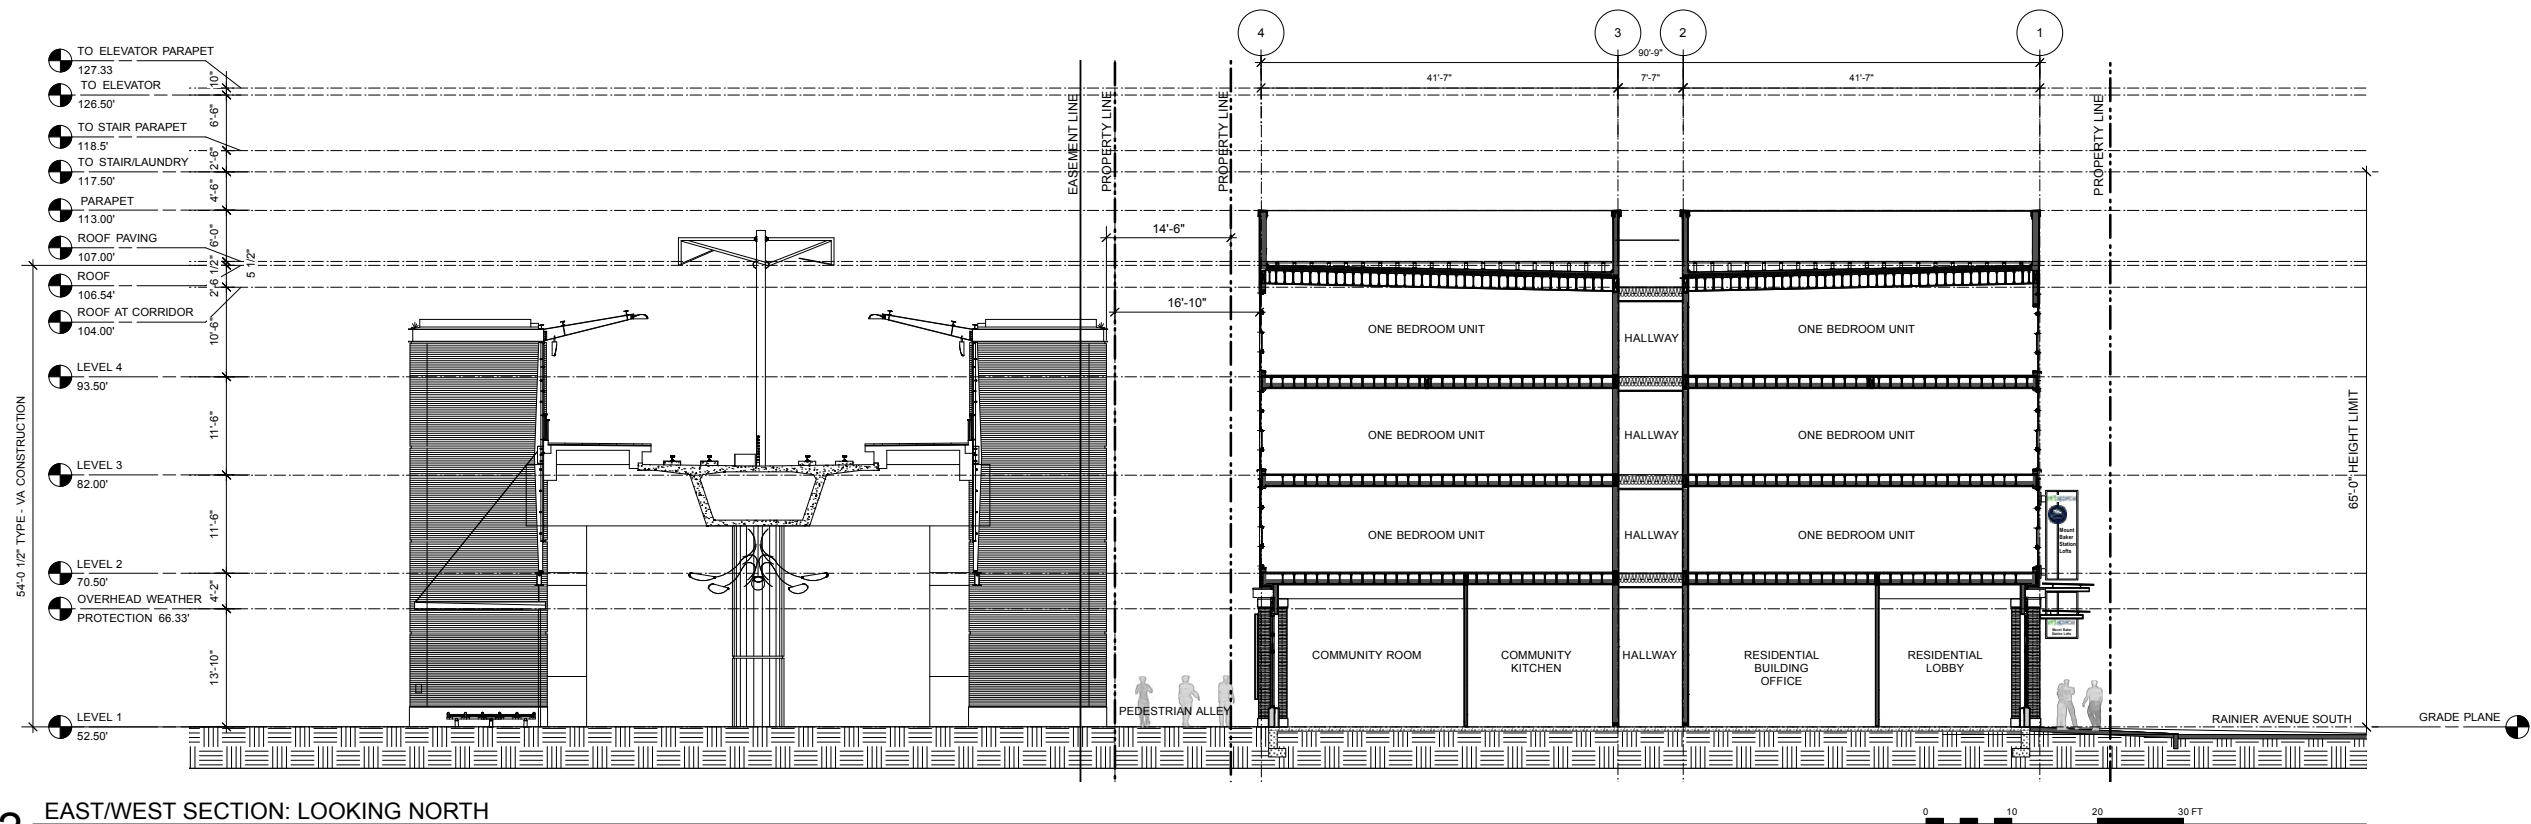 TO ELEVATOR PARAPET
127.33
TO ELEVATOR
126.50'
TO STAIR PARAPET
118.5'
TO STAIR/LAUNDRY
117.50'
PARAPET
113.00'
ROOF PAVING
107.00'
ROOF
106.54'
ROOF AT CORRIDOR
104.00'
LEVEL 4
93.50'
LEVEL 3
82.00'
LEVEL 2
70.50'
OVERHEAD WEATHER
PROTECTION 66.33'
LEVEL 1
52.50'
54'-0 1/2" TYPE - VA CONSTRUCTION
10"
6'-6"
2'-6"
4'-6"
6'-0"
5 1/2"
2'-6 1/2"
10'-6"
11'-6"
11'-6"
4'-2"
13'-10"
EASEMENT LINE
PROPERTY LINE
PROPERTY LINE
PROPERTY LINE
14'-6"
16'-10"
4
3
2
1
90'-9"
41'-7"
7'-7"
41'-7"
ONE BEDROOM UNIT
HALLWAY
ONE BEDROOM UNIT
ONE BEDROOM UNIT
HALLWAY
ONE BEDROOM UNIT
ONE BEDROOM UNIT
HALLWAY
ONE BEDROOM UNIT
COMMUNITY ROOM
COMMUNITY
KITCHEN
HALLWAY
RESIDENTIAL
BUILDING
OFFICE
RESIDENTIAL
LOBBY
Mount
Baker
Station
Lofts
Mount Baker
Station Lofts
65'-0" HEIGHT LIMIT
PEDESTRIAN ALLEY
RAINIER AVENUE SOUTH
GRADE PLANE
EAST/WEST SECTION: LOOKING NORTH
0 10 20 30 FT